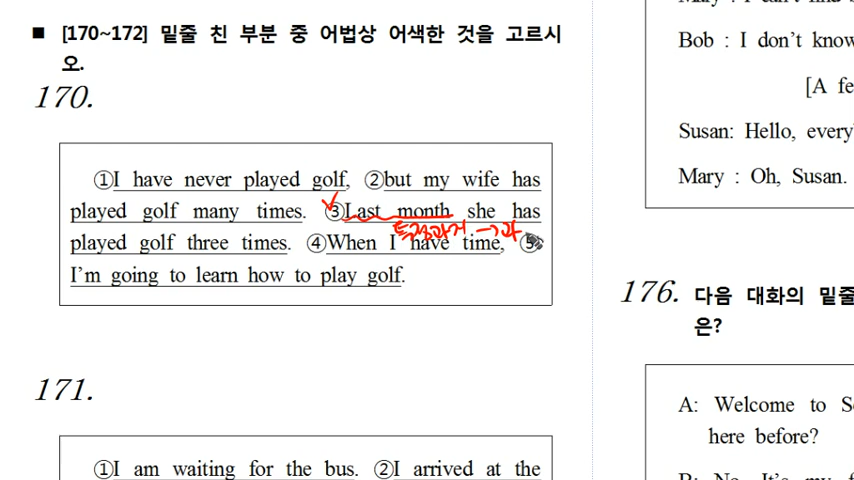 ■ [170~172] 밑줄 친 부분 중 어법상 어색한 것을 고르시
오.
170.
①I have never played golf, ②but my wife has
played golf many times. ③Last month she has
특정과거 → 과
played golf three times. ④When I have time, ⑤
I'm going to learn how to play golf.
171.
①I am waiting for the bus. ②I arrived at the
Bob : I don't know
[A fe
Susan: Hello, every
Mary : Oh, Susan.
176. 다음 대화의 밑줄
은?
A: Welcome to S
here before?